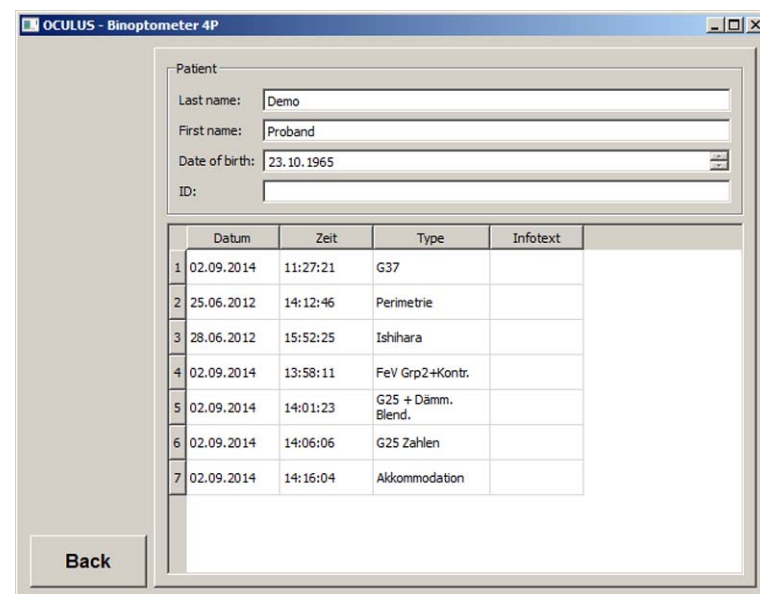 OCULUS - Binoptometer 4P
Patient
Last name: Demo
First name: Proband
Date of birth: 23.10.1965
ID:
Datum Zeit Type Infotext
1 02.09.2014 11:27:21 G37
2 25.06.2012 14:12:46 Perimetrie
3 28.06.2012 15:52:25 Ishihara
4 02.09.2014 13:58:11 FeV Grp2+Kontr.
5 02.09.2014 14:01:23 G25 + Dämm.
Blend.
6 02.09.2014 14:06:06 G25 Zahlen
7 02.09.2014 14:16:04 Akkommodation
Back